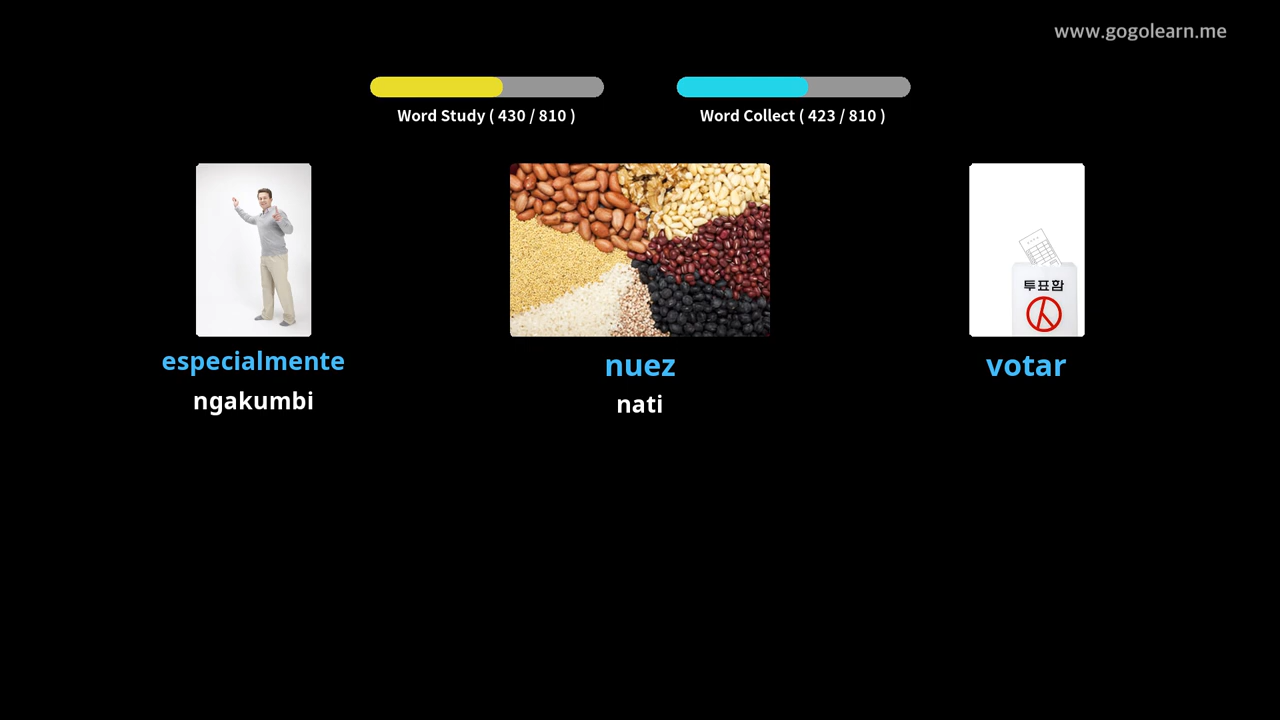 www.gogolearn.me
Word Study ( 430 / 810 )
Word Collect ( 423 / 810 )
especialmente
ngakumbi
nuez
nati
투표함
votar